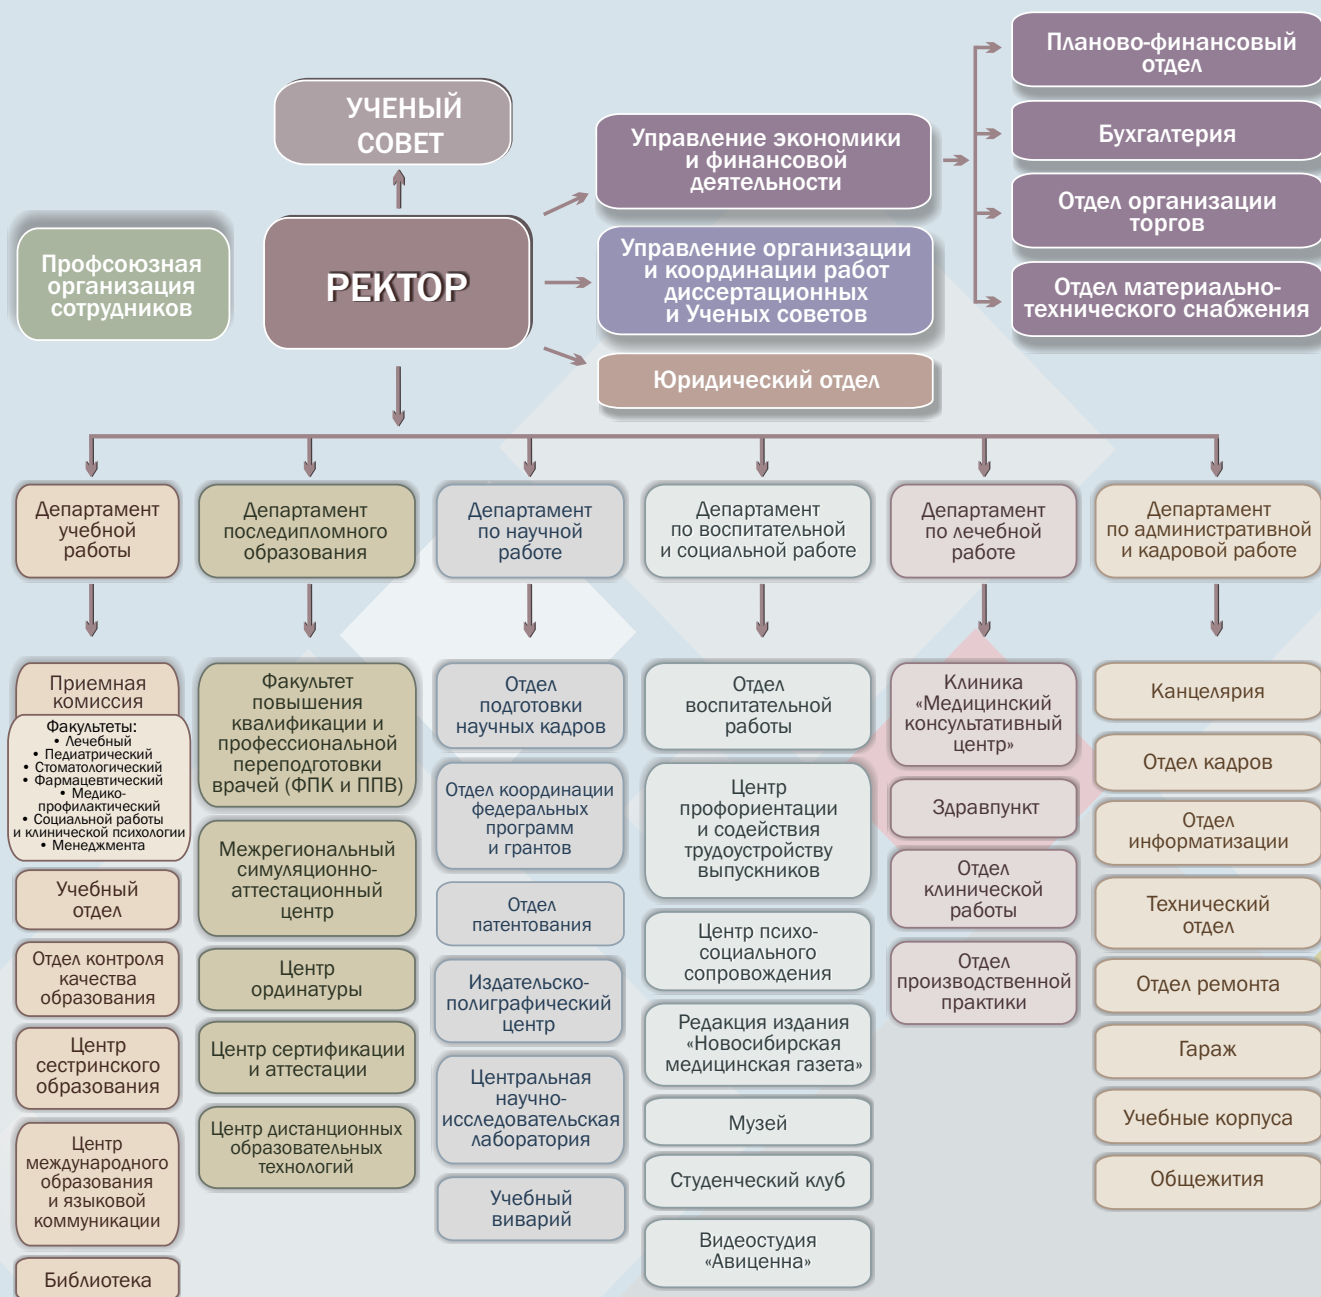 УЧЕНЫЙ
СОВЕТ
Профсоюзная
организация
сотрудников
РЕКТОР
Управление экономики
и финансовой
деятельности
Управление организации
и координации работ
диссертационных
и Ученых советов
Юридический отдел
Планово-финансовый
отдел
Бухгалтерия
Отдел организации
торгов
Отдел материально-
технического снабжения
Департамент
учебной
работы
Департамент
последипломного
образования
Департамент
по научной
работе
Департамент
по воспитательной
и социальной работе
Департамент
по лечебной
работе
Департамент
по административной
и кадровой работе
Приемная
комиссия
Факультеты:
• Лечебный
• Педиатрический
• Стоматологический
• Фармацевтический
• Медико-
профилактический
• Социальной работы
и клинической психологии
• Менеджмента
Учебный
отдел
Отдел контроля
качества
образования
Центр
сестринского
образования
Центр
международного
образования
и языковой
коммуникации
Библиотека
Факультет
повышения
квалификации и
профессиональной
переподготовки
врачей (ФПК и ППВ)
Межрегиональный
симуляционно-
аттестационный
центр
Центр
ординатуры
Центр сертификации
и аттестации
Центр дистанционных
образовательных
технологий
Отдел
подготовки
научных кадров
Отдел координации
федеральных
программ
и грантов
Отдел
патентования
Издательско-
полиграфический
центр
Центральная
научно-
исследовательская
лаборатория
Учебный
виварий
Отдел
воспитательной
работы
Центр
профориентации
и содействия
трудоустройству
выпускников
Центр психо-
социального
сопровождения
Редакция издания
«Новосибирская
медицинская газета»
Музей
Студенческий клуб
Видеостудия
«Авиценна»
Клиника
«Медицинский
консультативный
центр»
Здравпункт
Отдел
клинической
работы
Отдел
производственной
практики
Канцелярия
Отдел кадров
Отдел
информатизации
Технический
отдел
Отдел ремонта
Гараж
Учебные корпуса
Общежития